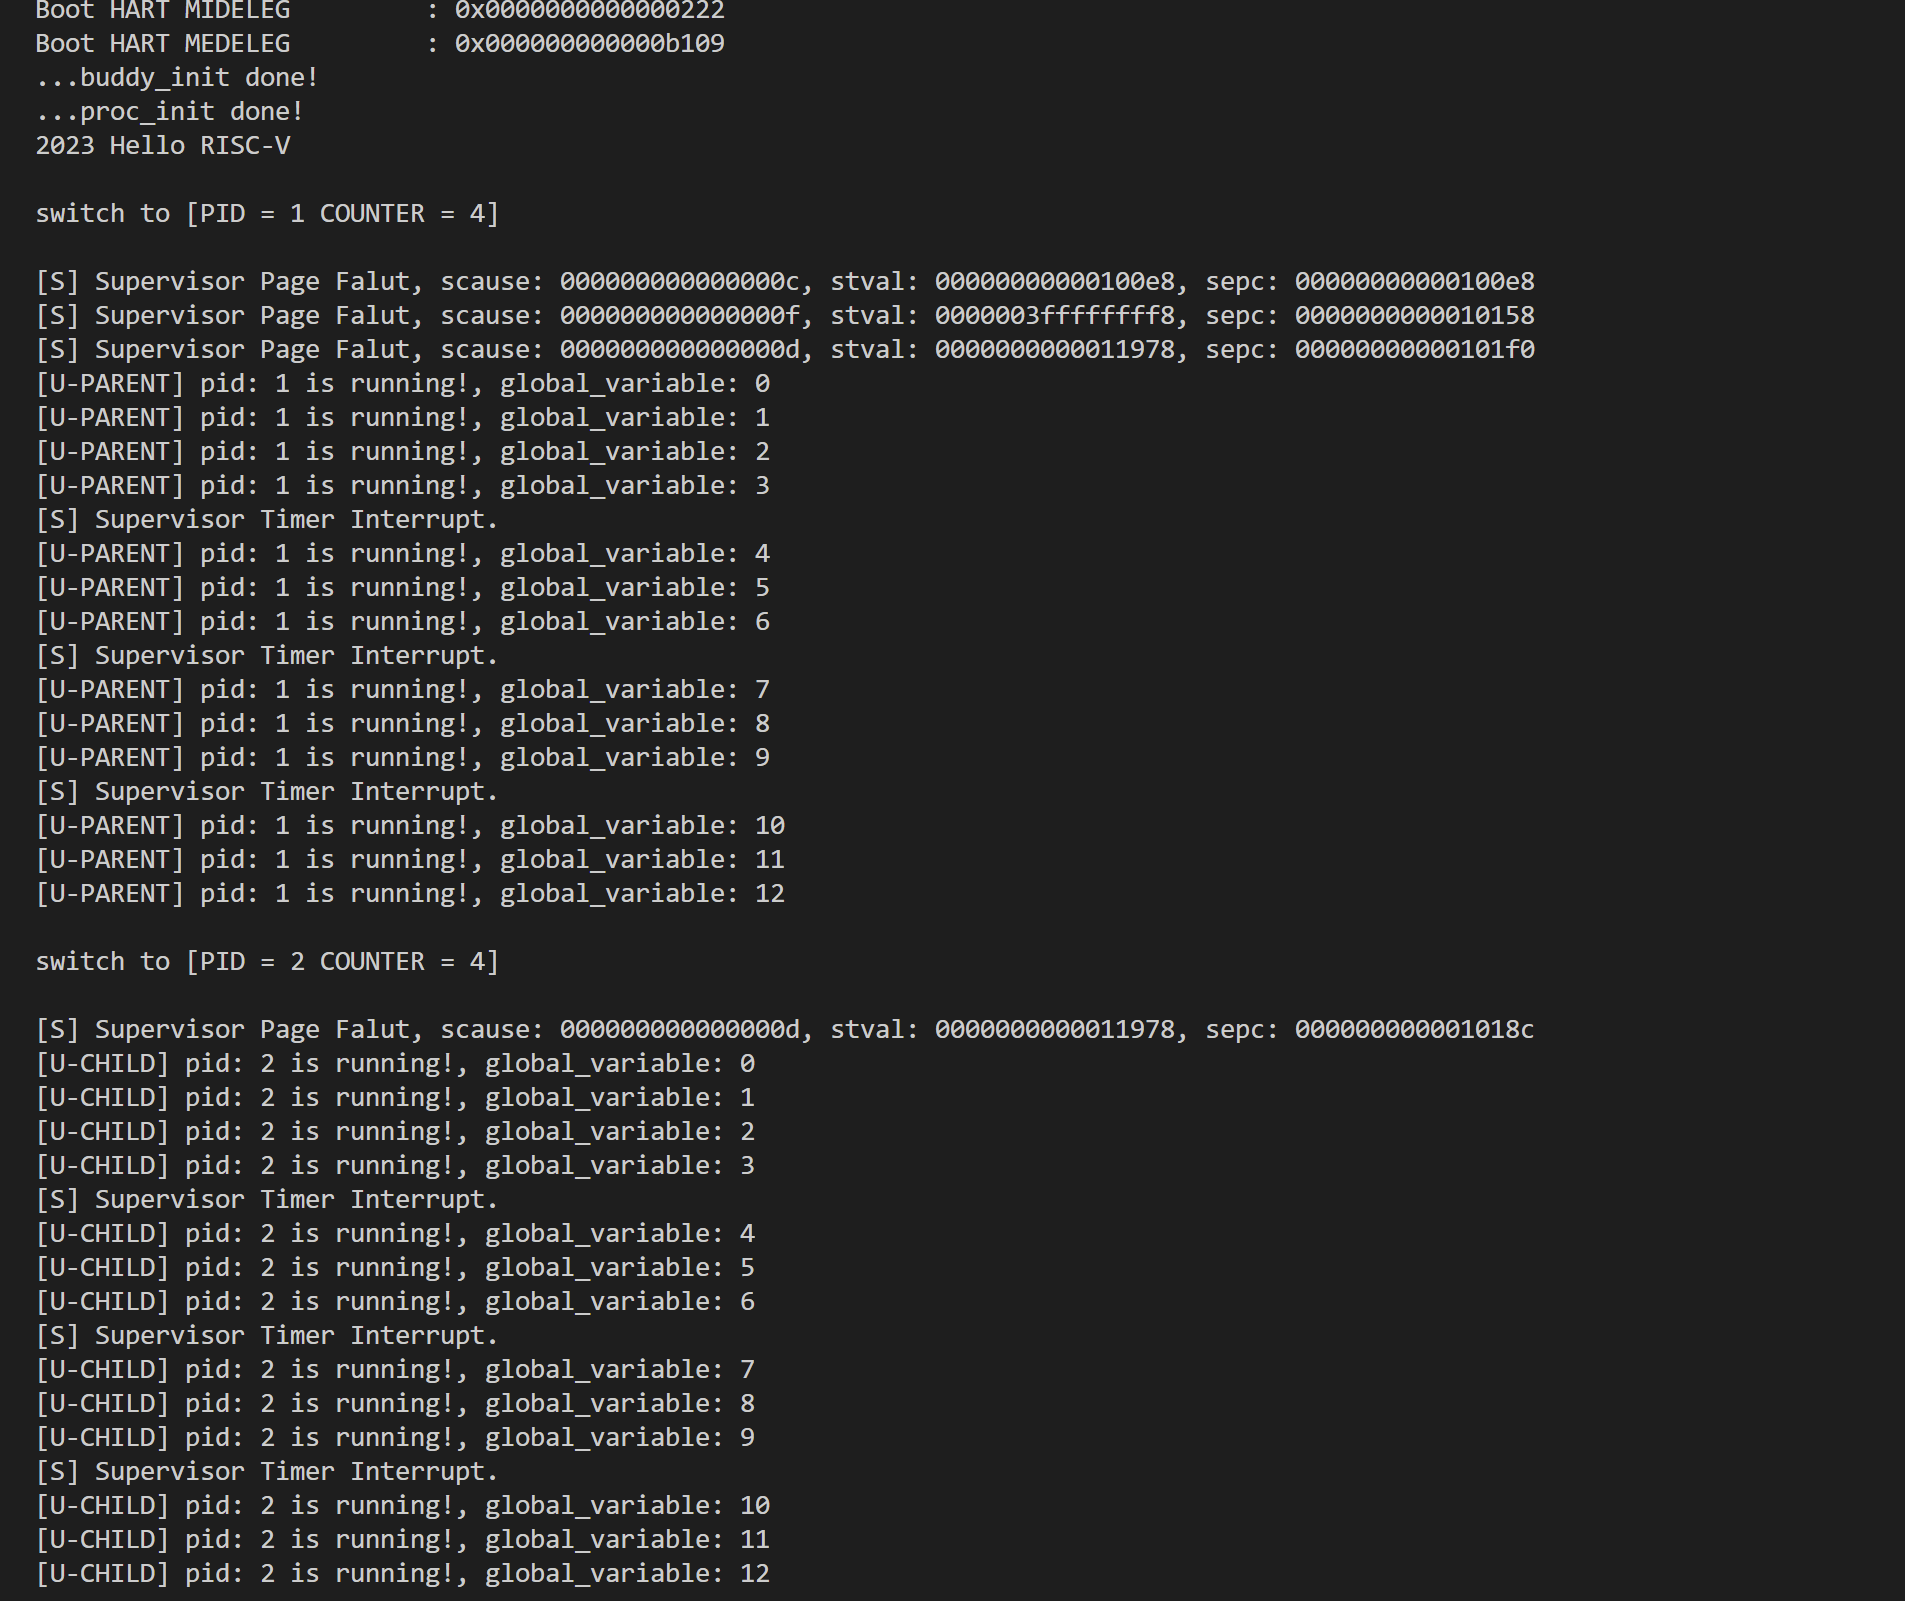 Boot HART MIDELEG         : 0x0000000000000222
Boot HART MEDELEG         : 0x000000000000b109
...buddy_init done!
...proc_init done!
2023 Hello RISC-V
switch to [PID = 1 COUNTER = 4]
[S] Supervisor Page Falut, scause: 000000000000000c, stval: 00000000000100e8, sepc: 00000000000100e8
[S] Supervisor Page Falut, scause: 000000000000000f, stval: 0000003ffffffff8, sepc: 0000000000010158
[S] Supervisor Page Falut, scause: 000000000000000d, stval: 0000000000011978, sepc: 00000000000101f0
[U-PARENT] pid: 1 is running!, global_variable: 0
[U-PARENT] pid: 1 is running!, global_variable: 1
[U-PARENT] pid: 1 is running!, global_variable: 2
[U-PARENT] pid: 1 is running!, global_variable: 3
[S] Supervisor Timer Interrupt.
[U-PARENT] pid: 1 is running!, global_variable: 4
[U-PARENT] pid: 1 is running!, global_variable: 5
[U-PARENT] pid: 1 is running!, global_variable: 6
[S] Supervisor Timer Interrupt.
[U-PARENT] pid: 1 is running!, global_variable: 7
[U-PARENT] pid: 1 is running!, global_variable: 8
[U-PARENT] pid: 1 is running!, global_variable: 9
[S] Supervisor Timer Interrupt.
[U-PARENT] pid: 1 is running!, global_variable: 10
[U-PARENT] pid: 1 is running!, global_variable: 11
[U-PARENT] pid: 1 is running!, global_variable: 12
switch to [PID = 2 COUNTER = 4]
[S] Supervisor Page Falut, scause: 000000000000000d, stval: 0000000000011978, sepc: 000000000001018c
[U-CHILD] pid: 2 is running!, global_variable: 0
[U-CHILD] pid: 2 is running!, global_variable: 1
[U-CHILD] pid: 2 is running!, global_variable: 2
[U-CHILD] pid: 2 is running!, global_variable: 3
[S] Supervisor Timer Interrupt.
[U-CHILD] pid: 2 is running!, global_variable: 4
[U-CHILD] pid: 2 is running!, global_variable: 5
[U-CHILD] pid: 2 is running!, global_variable: 6
[S] Supervisor Timer Interrupt.
[U-CHILD] pid: 2 is running!, global_variable: 7
[U-CHILD] pid: 2 is running!, global_variable: 8
[U-CHILD] pid: 2 is running!, global_variable: 9
[S] Supervisor Timer Interrupt.
[U-CHILD] pid: 2 is running!, global_variable: 10
[U-CHILD] pid: 2 is running!, global_variable: 11
[U-CHILD] pid: 2 is running!, global_variable: 12